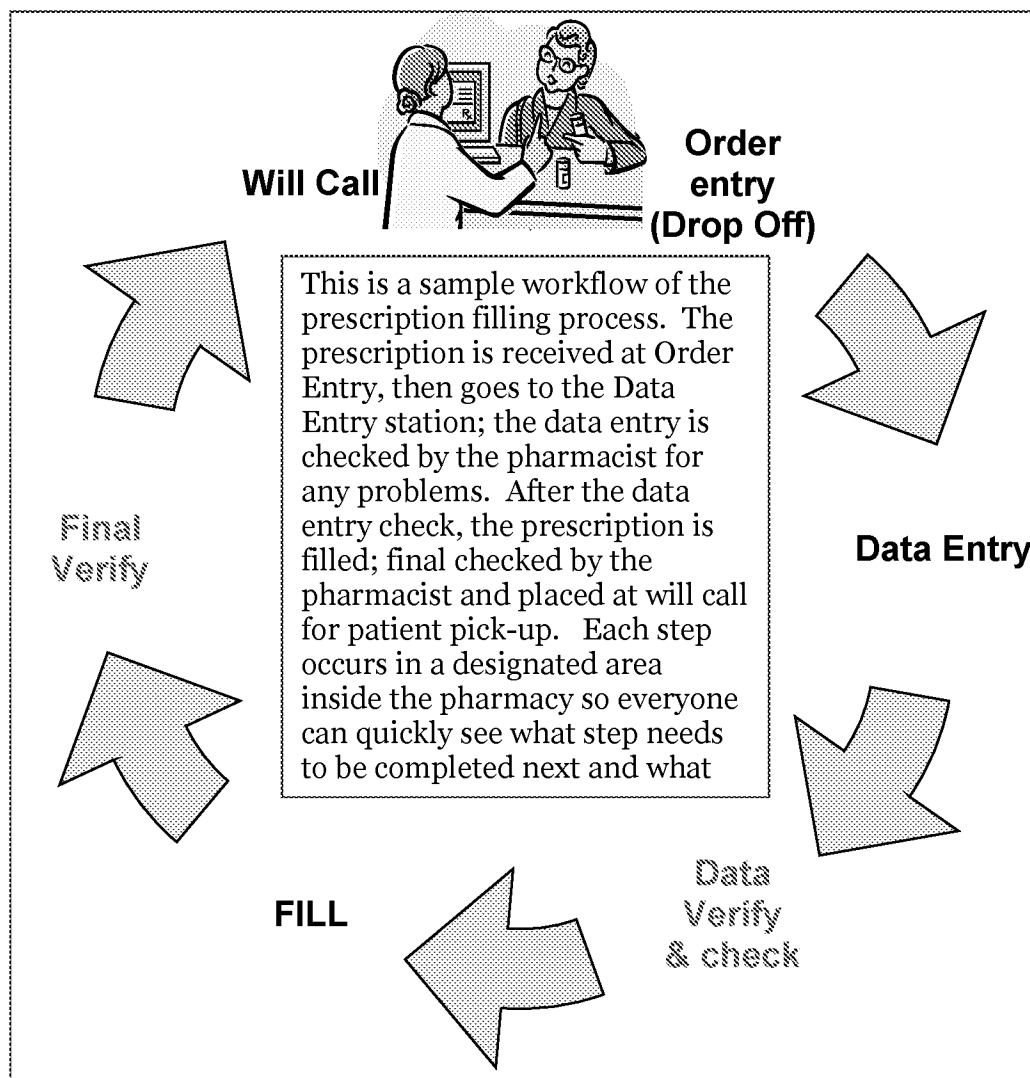 Will Call
Order
entry
(Drop Off)
This is a sample workflow of the
prescription filling process.  The
prescription is received at Order
Entry, then goes to the Data
Entry station; the data entry is
checked by the pharmacist for
any problems.  After the data
entry check, the prescription is
filled; final checked by the
pharmacist and placed at will call
for patient pick-up.   Each step
occurs in a designated area
inside the pharmacy so everyone
can quickly see what step needs
to be completed next and what
Data Entry
Data
Verify
& check
FILL
Final
Verify